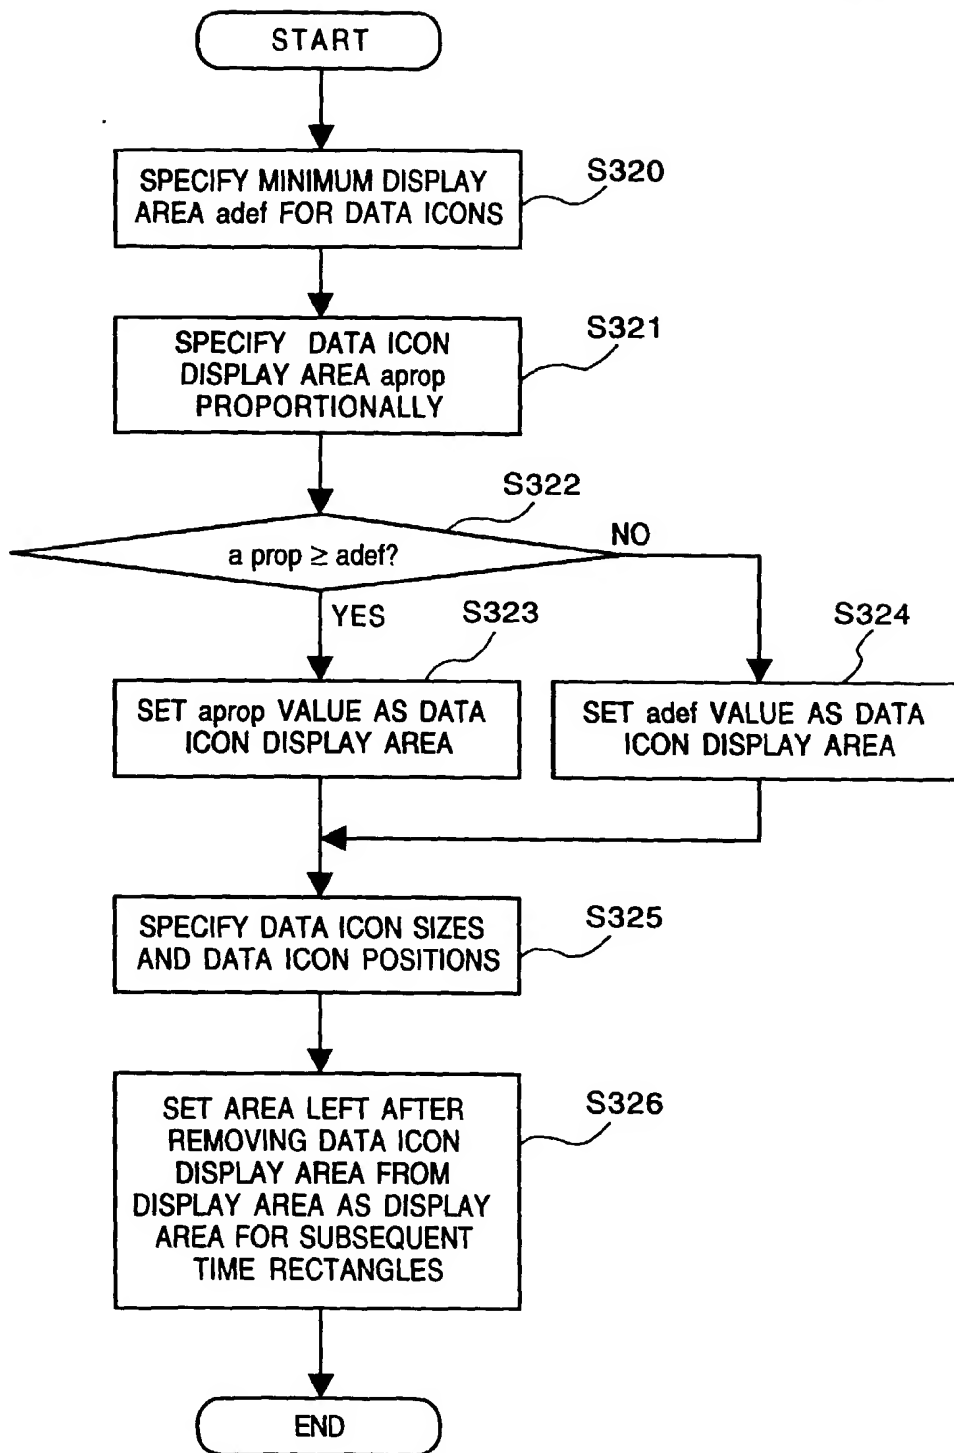 START
SPECIFY MINIMUM DISPLAY
AREA adef FOR DATA ICONS
S320
SPECIFY DATA ICON
DISPLAY AREA aprop
PROPORTIONALLY
S321
S322
a prop ≥ adef?
NO
YES
S323
SET aprop VALUE AS DATA
ICON DISPLAY AREA
S324
SET adef VALUE AS DATA
ICON DISPLAY AREA
SPECIFY DATA ICON SIZES
AND DATA ICON POSITIONS
S325
SET AREA LEFT AFTER
REMOVING DATA ICON
DISPLAY AREA FROM
DISPLAY AREA AS DISPLAY
AREA FOR SUBSEQUENT
TIME RECTANGLES
S326
END